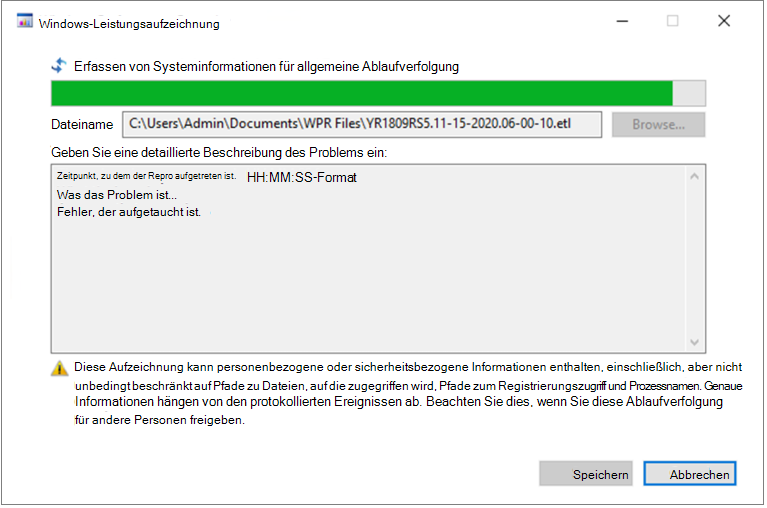 Windows-Leistungsaufzeichnung
Erfassen von Systeminformationen für allgemeine Ablaufverfolgung
Dateiname C:\Users\Admin\Documents\WPR Files\YR1809RS5.11-15-2020.06-00-10.etl Browse...
Geben Sie eine detaillierte Beschreibung des Problems ein:
Zeitpunkt, zu dem der Repro aufgetreten ist. HH:MM:SS-Format
Was das Problem ist...
Fehler, der aufgetaucht ist.
Diese Aufzeichnung kann personenbezogene oder sicherheitsbezogene Informationen enthalten, einschließlich, aber nicht
unbedingt beschränkt auf Pfade zu Dateien, auf die zugegriffen wird, Pfade zum Registrierungszugriff und Prozessnamen. Genaue
Informationen hängen von den protokollierten Ereignissen ab. Beachten Sie dies, wenn Sie diese Ablaufverfolgung
für andere Personen freigeben.
Speichern Abbrechen